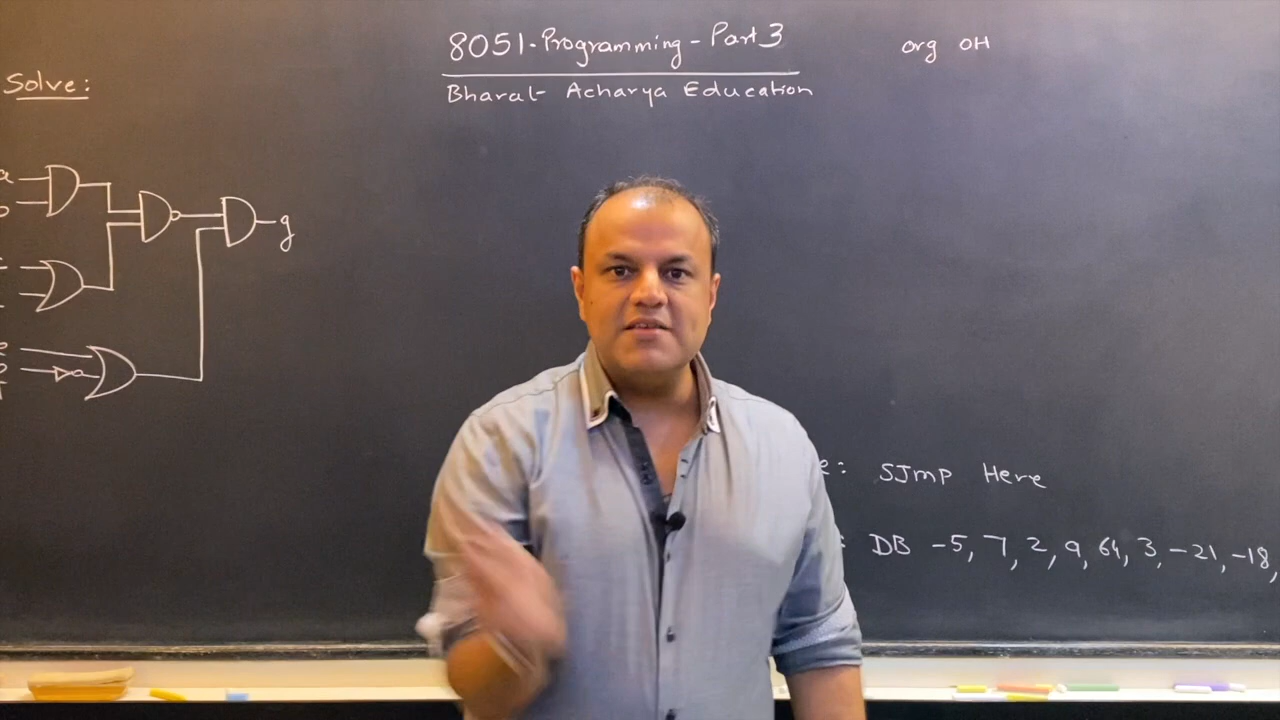 8051-Programming-Part 3
org OH
Solve:
Bharat Acharya Education
g
SJmp Here
DB -5, 7, 2, 9, 64, 3, -21, -18,